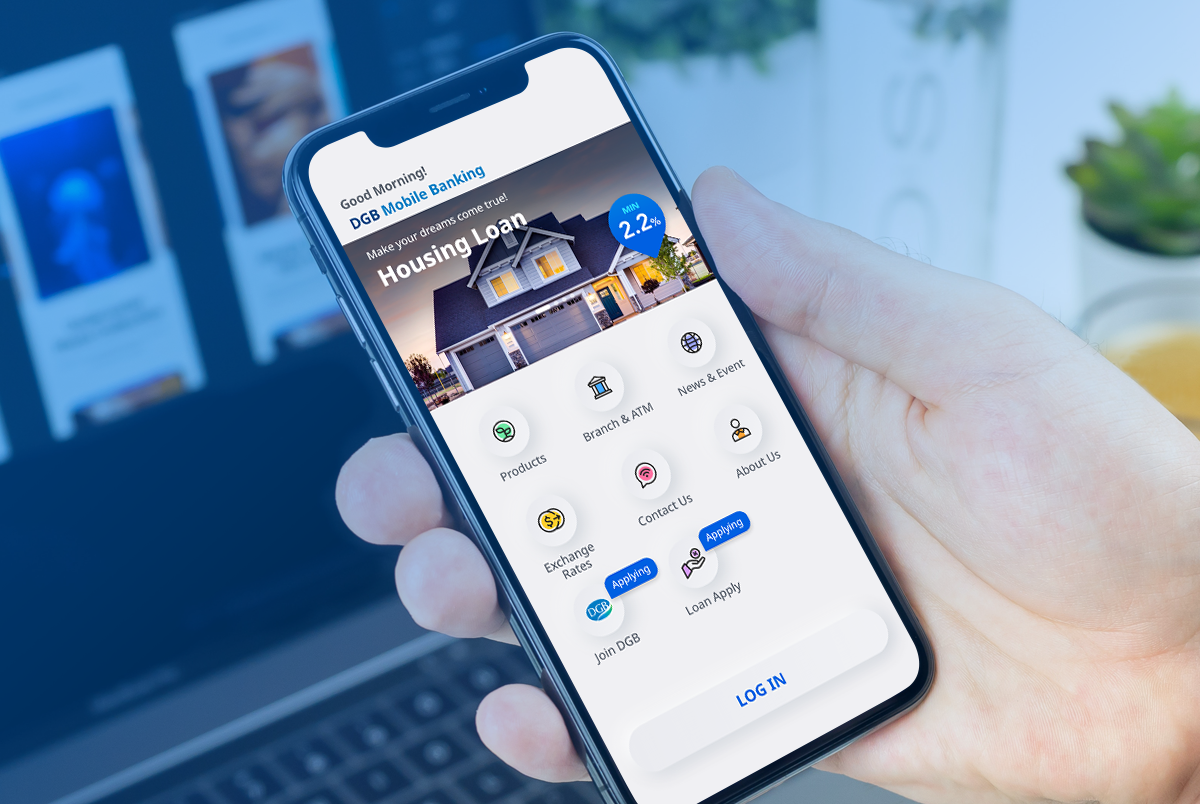 Good Morning!
DGB Mobile Banking
Make your dreams come true!
Housing Loan
MIN
2.2%
Products
Branch & ATM
News & Event
Exchange
Rates
Contact Us
About Us
DGB
Applying
Join DGB
Applying
Loan Apply
LOG IN